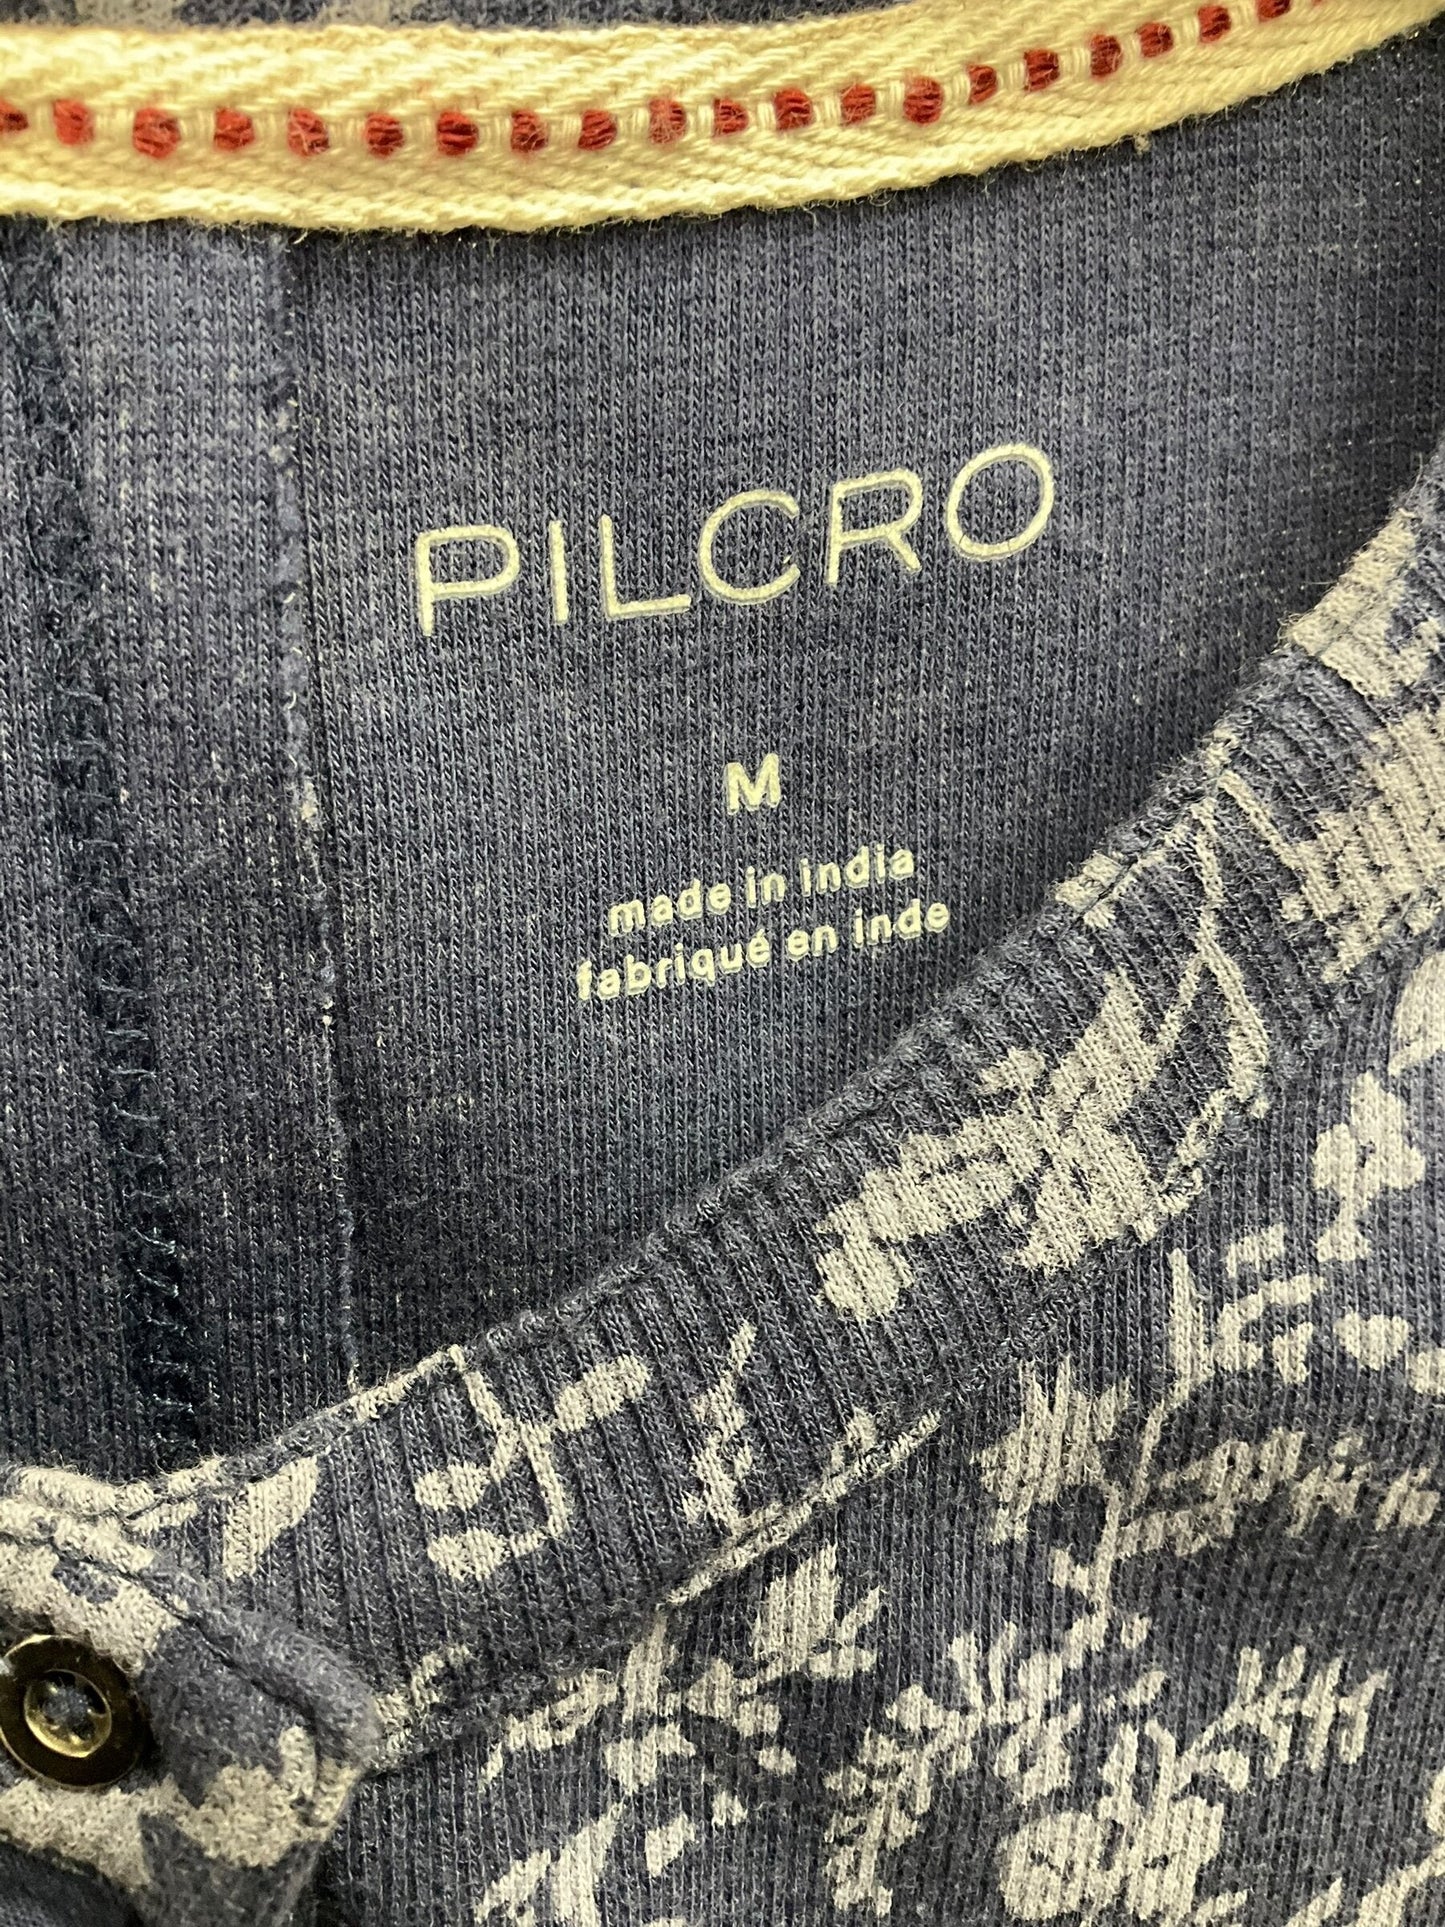 PILCRO
M
made in india
fabriqué en inde